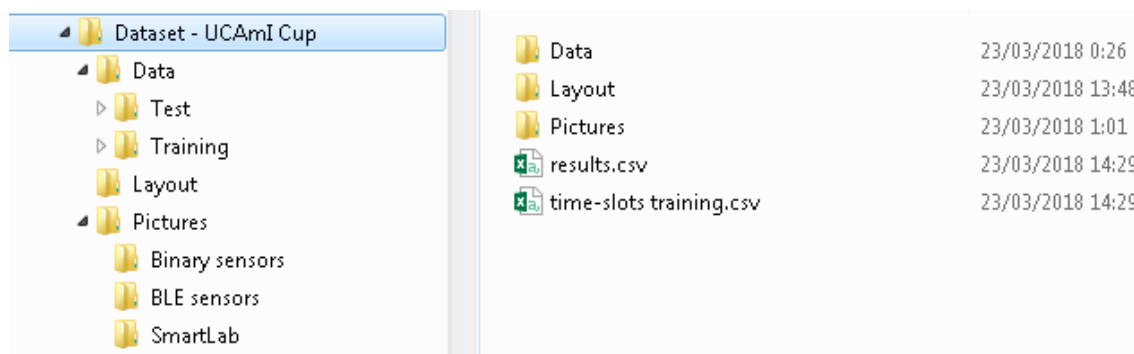 Dataset - UCAmI Cup
Data
Test
Training
Layout
Pictures
Binary sensors
BLE sensors
SmartLab
Data 23/03/2018 0:26
Layout 23/03/2018 13:48
Pictures 23/03/2018 1:01
results.csv 23/03/2018 14:29
time-slots training.csv 23/03/2018 14:29